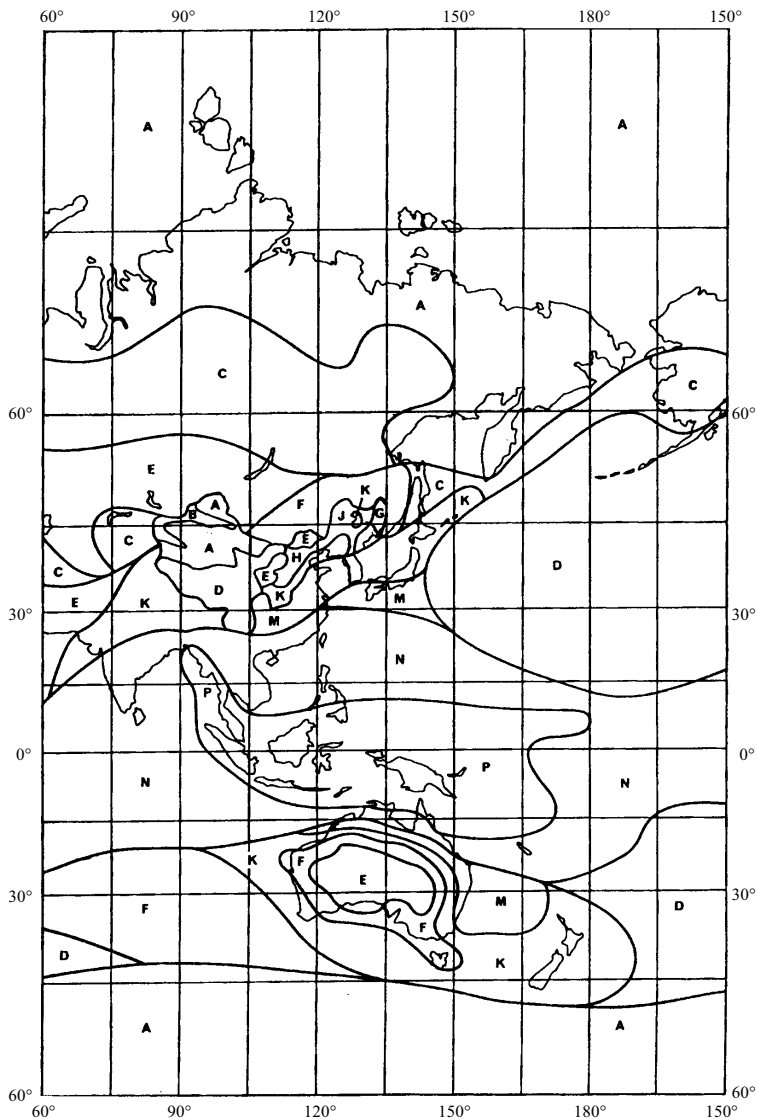 60° 90° 120° 150° 180° 150°
A A
A
C
C
60° 60°
E
A K C
B F K
J G
C A E
H D
C E
D K
30° E K M M 30°
N
P
0° P 0°
N N
K F
E
30° M 30°
F F D
D K
A A
60° 60°
60° 90° 120° 150° 180° 150°